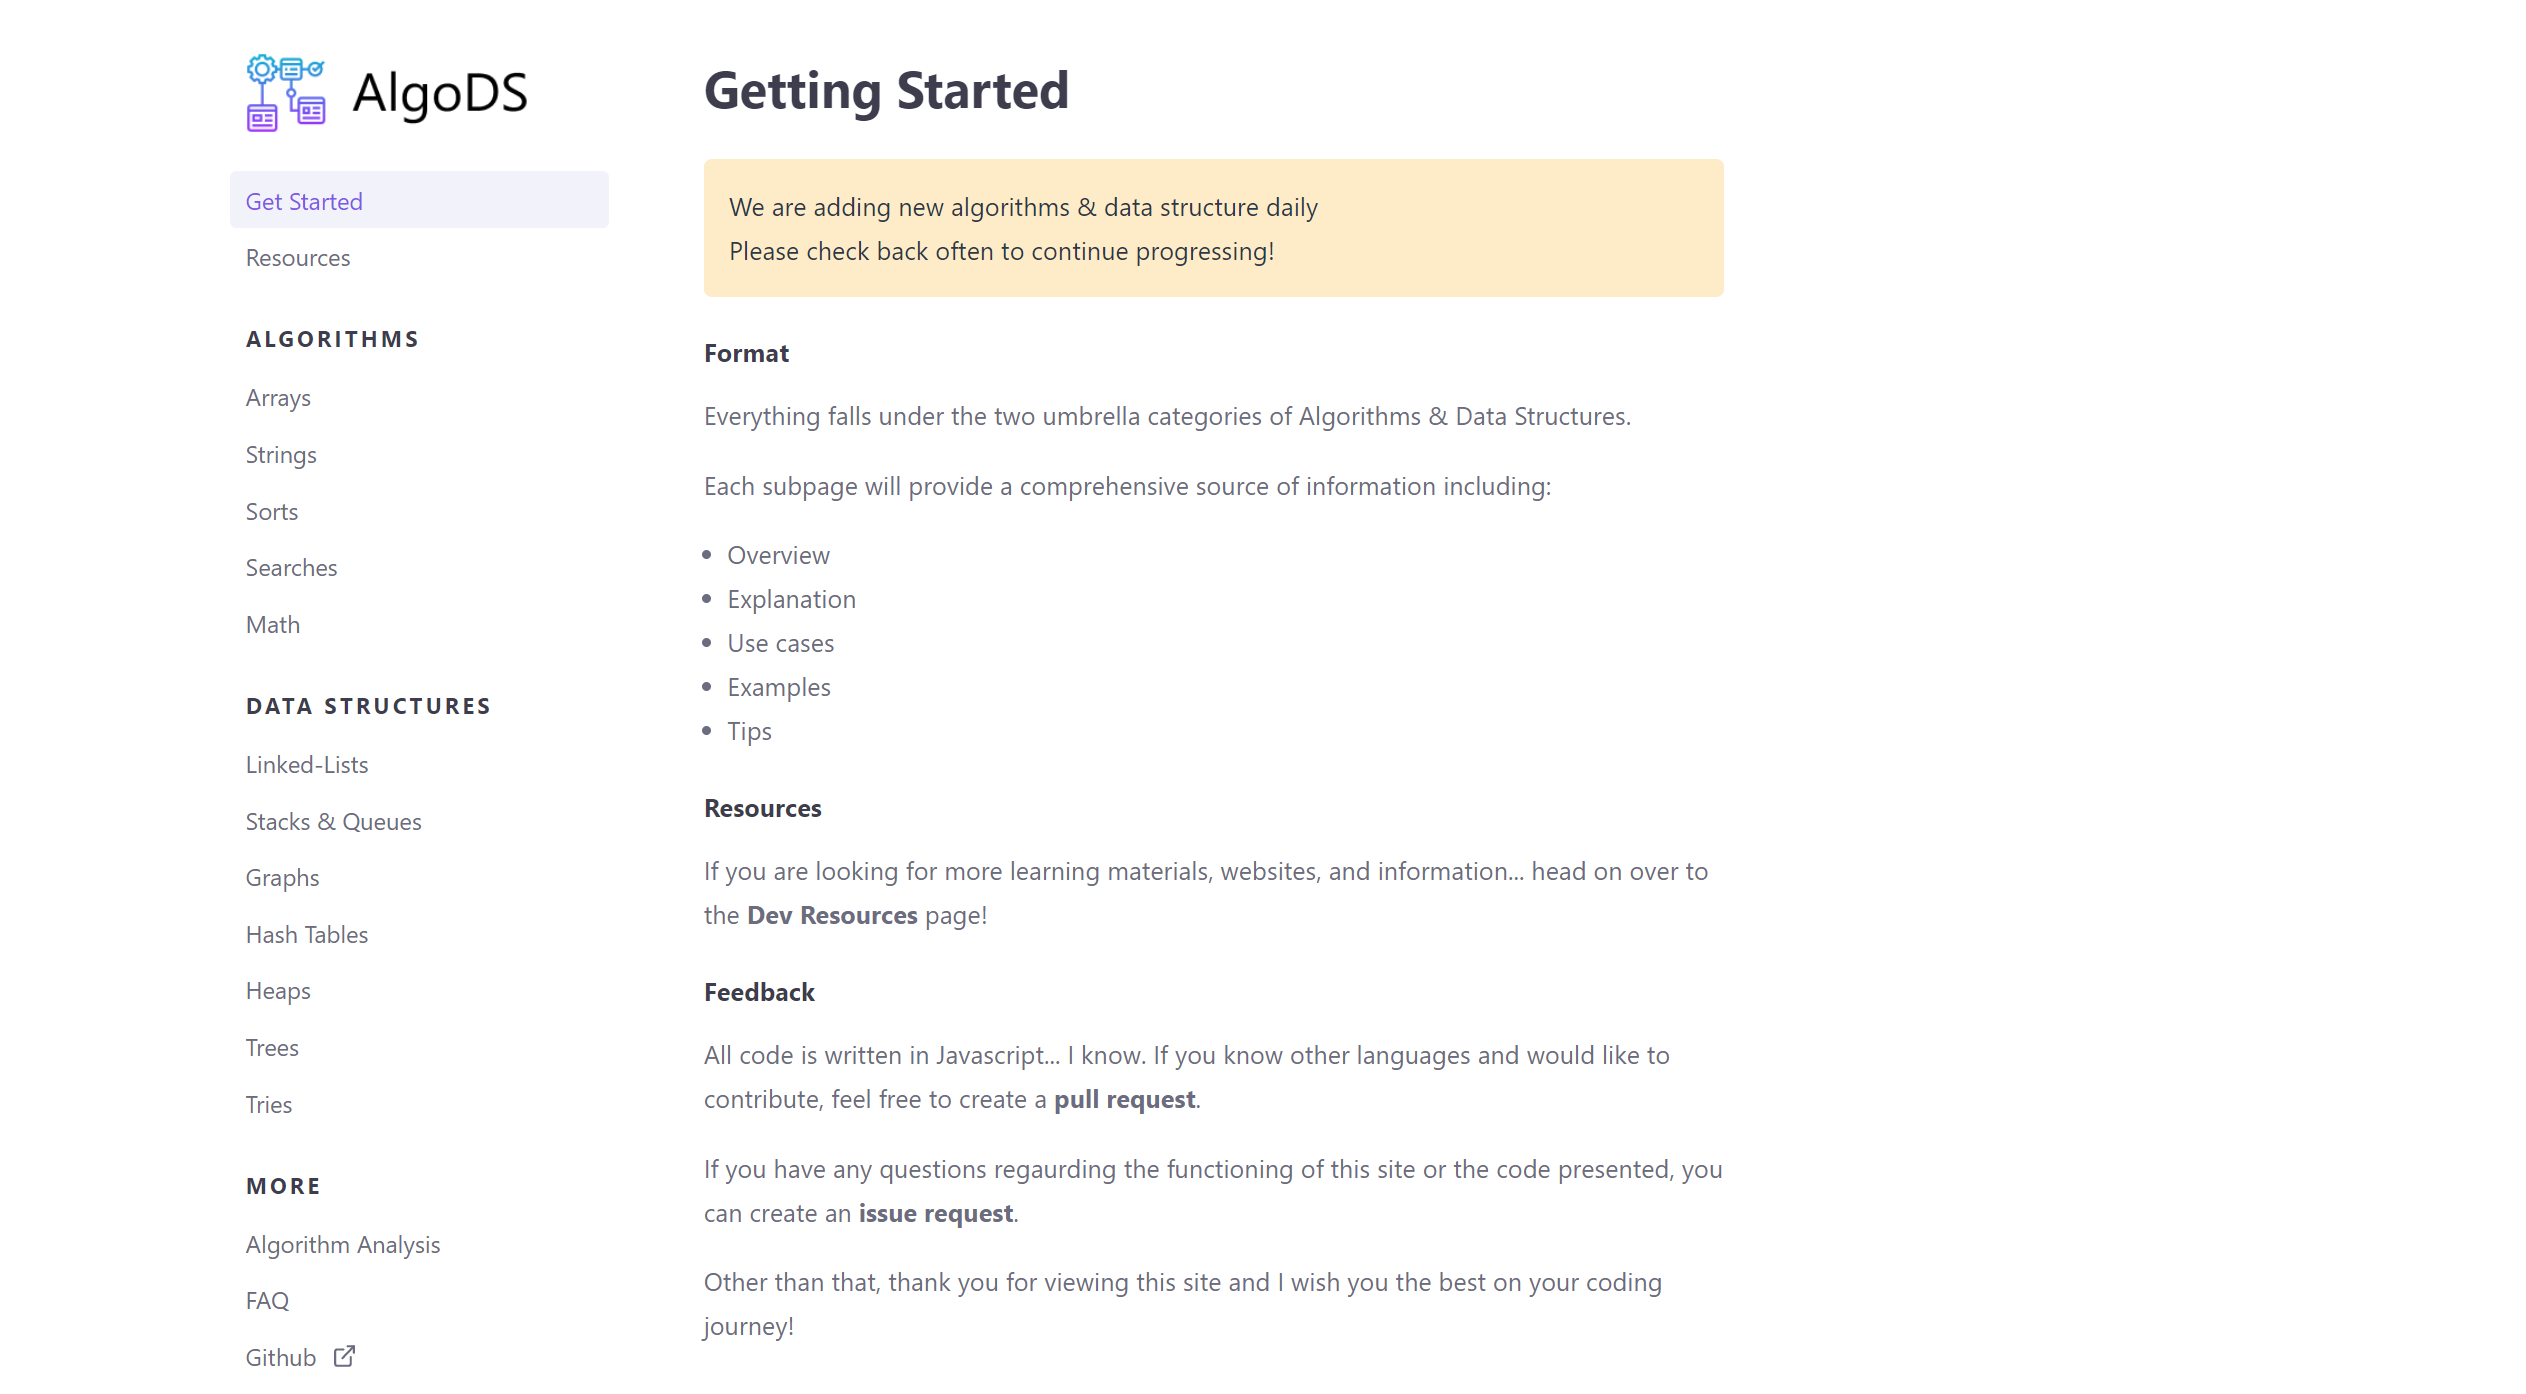 AlgoDS
Get Started
Resources
ALGORITHMS
Arrays
Strings
Sorts
Searches
Math
DATA STRUCTURES
Linked-Lists
Stacks & Queues
Graphs
Hash Tables
Heaps
Trees
Tries
MORE
Algorithm Analysis
FAQ
Github
Getting Started
We are adding new algorithms & data structure daily
Please check back often to continue progressing!
Format
Everything falls under the two umbrella categories of Algorithms & Data Structures.
Each subpage will provide a comprehensive source of information including:
• Overview
• Explanation
• Use cases
• Examples
• Tips
Resources
If you are looking for more learning materials, websites, and information... head on over to
the Dev Resources page!
Feedback
All code is written in Javascript... I know. If you know other languages and would like to
contribute, feel free to create a pull request.
If you have any questions regaurding the functioning of this site or the code presented, you
can create an issue request.
Other than that, thank you for viewing this site and I wish you the best on your coding
journey!